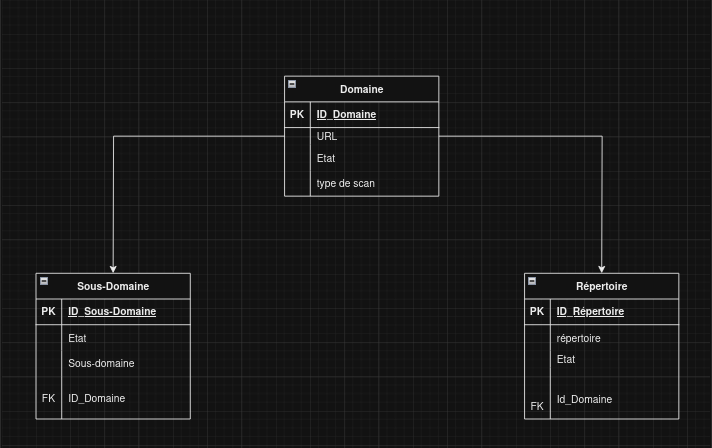 Domaine
PK ID_Domaine
URL
Etat
type de scan
Sous-Domaine
PK ID_Sous-Domaine
Etat
Sous-domaine
FK ID_Domaine
Répertoire
PK ID_Répertoire
répertoire
Etat
FK Id_Domaine